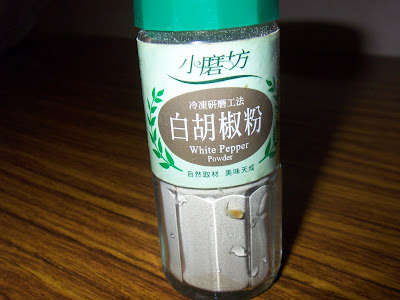 小磨坊
冷凍研磨工法
白胡椒粉
White Pepper
Powder
自然取材 美味天成